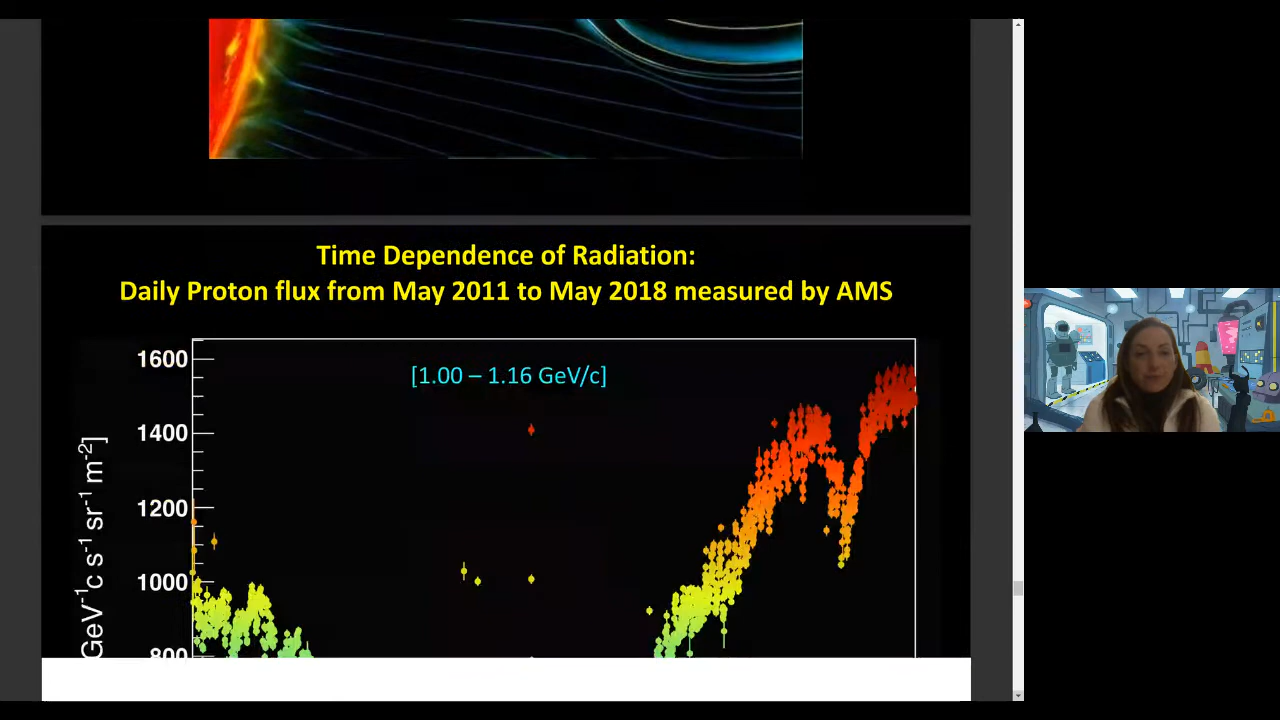 Time Dependence of Radiation:
Daily Proton flux from May 2011 to May 2018 measured by AMS
[1.00 – 1.16 GeV/c]
1600
1400
1200
1000
800
GeV⁻¹c s⁻¹ sr⁻¹ m⁻²]